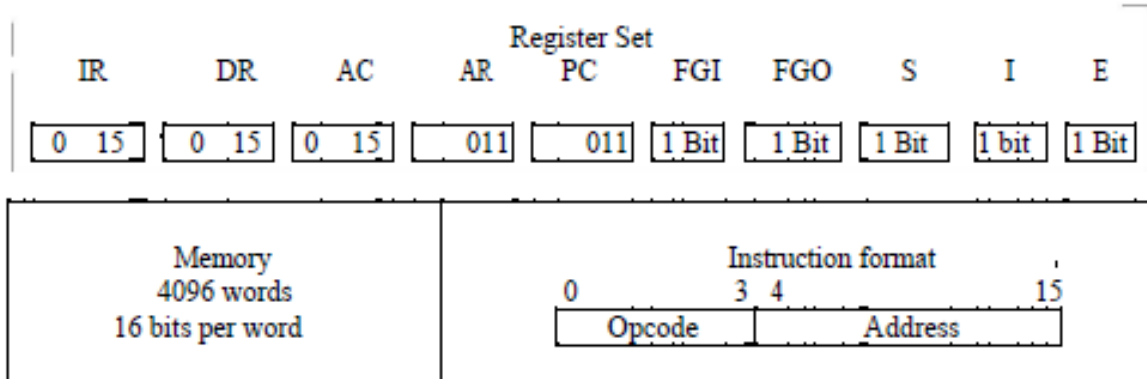 Register Set
IR DR AC AR PC FGI FGO S I E
0 15 0 15 0 15 011 011 1 Bit 1 Bit 1 Bit 1 bit 1 Bit
Memory
4096 words
16 bits per word
Instruction format
0 3 4 15
Opcode Address